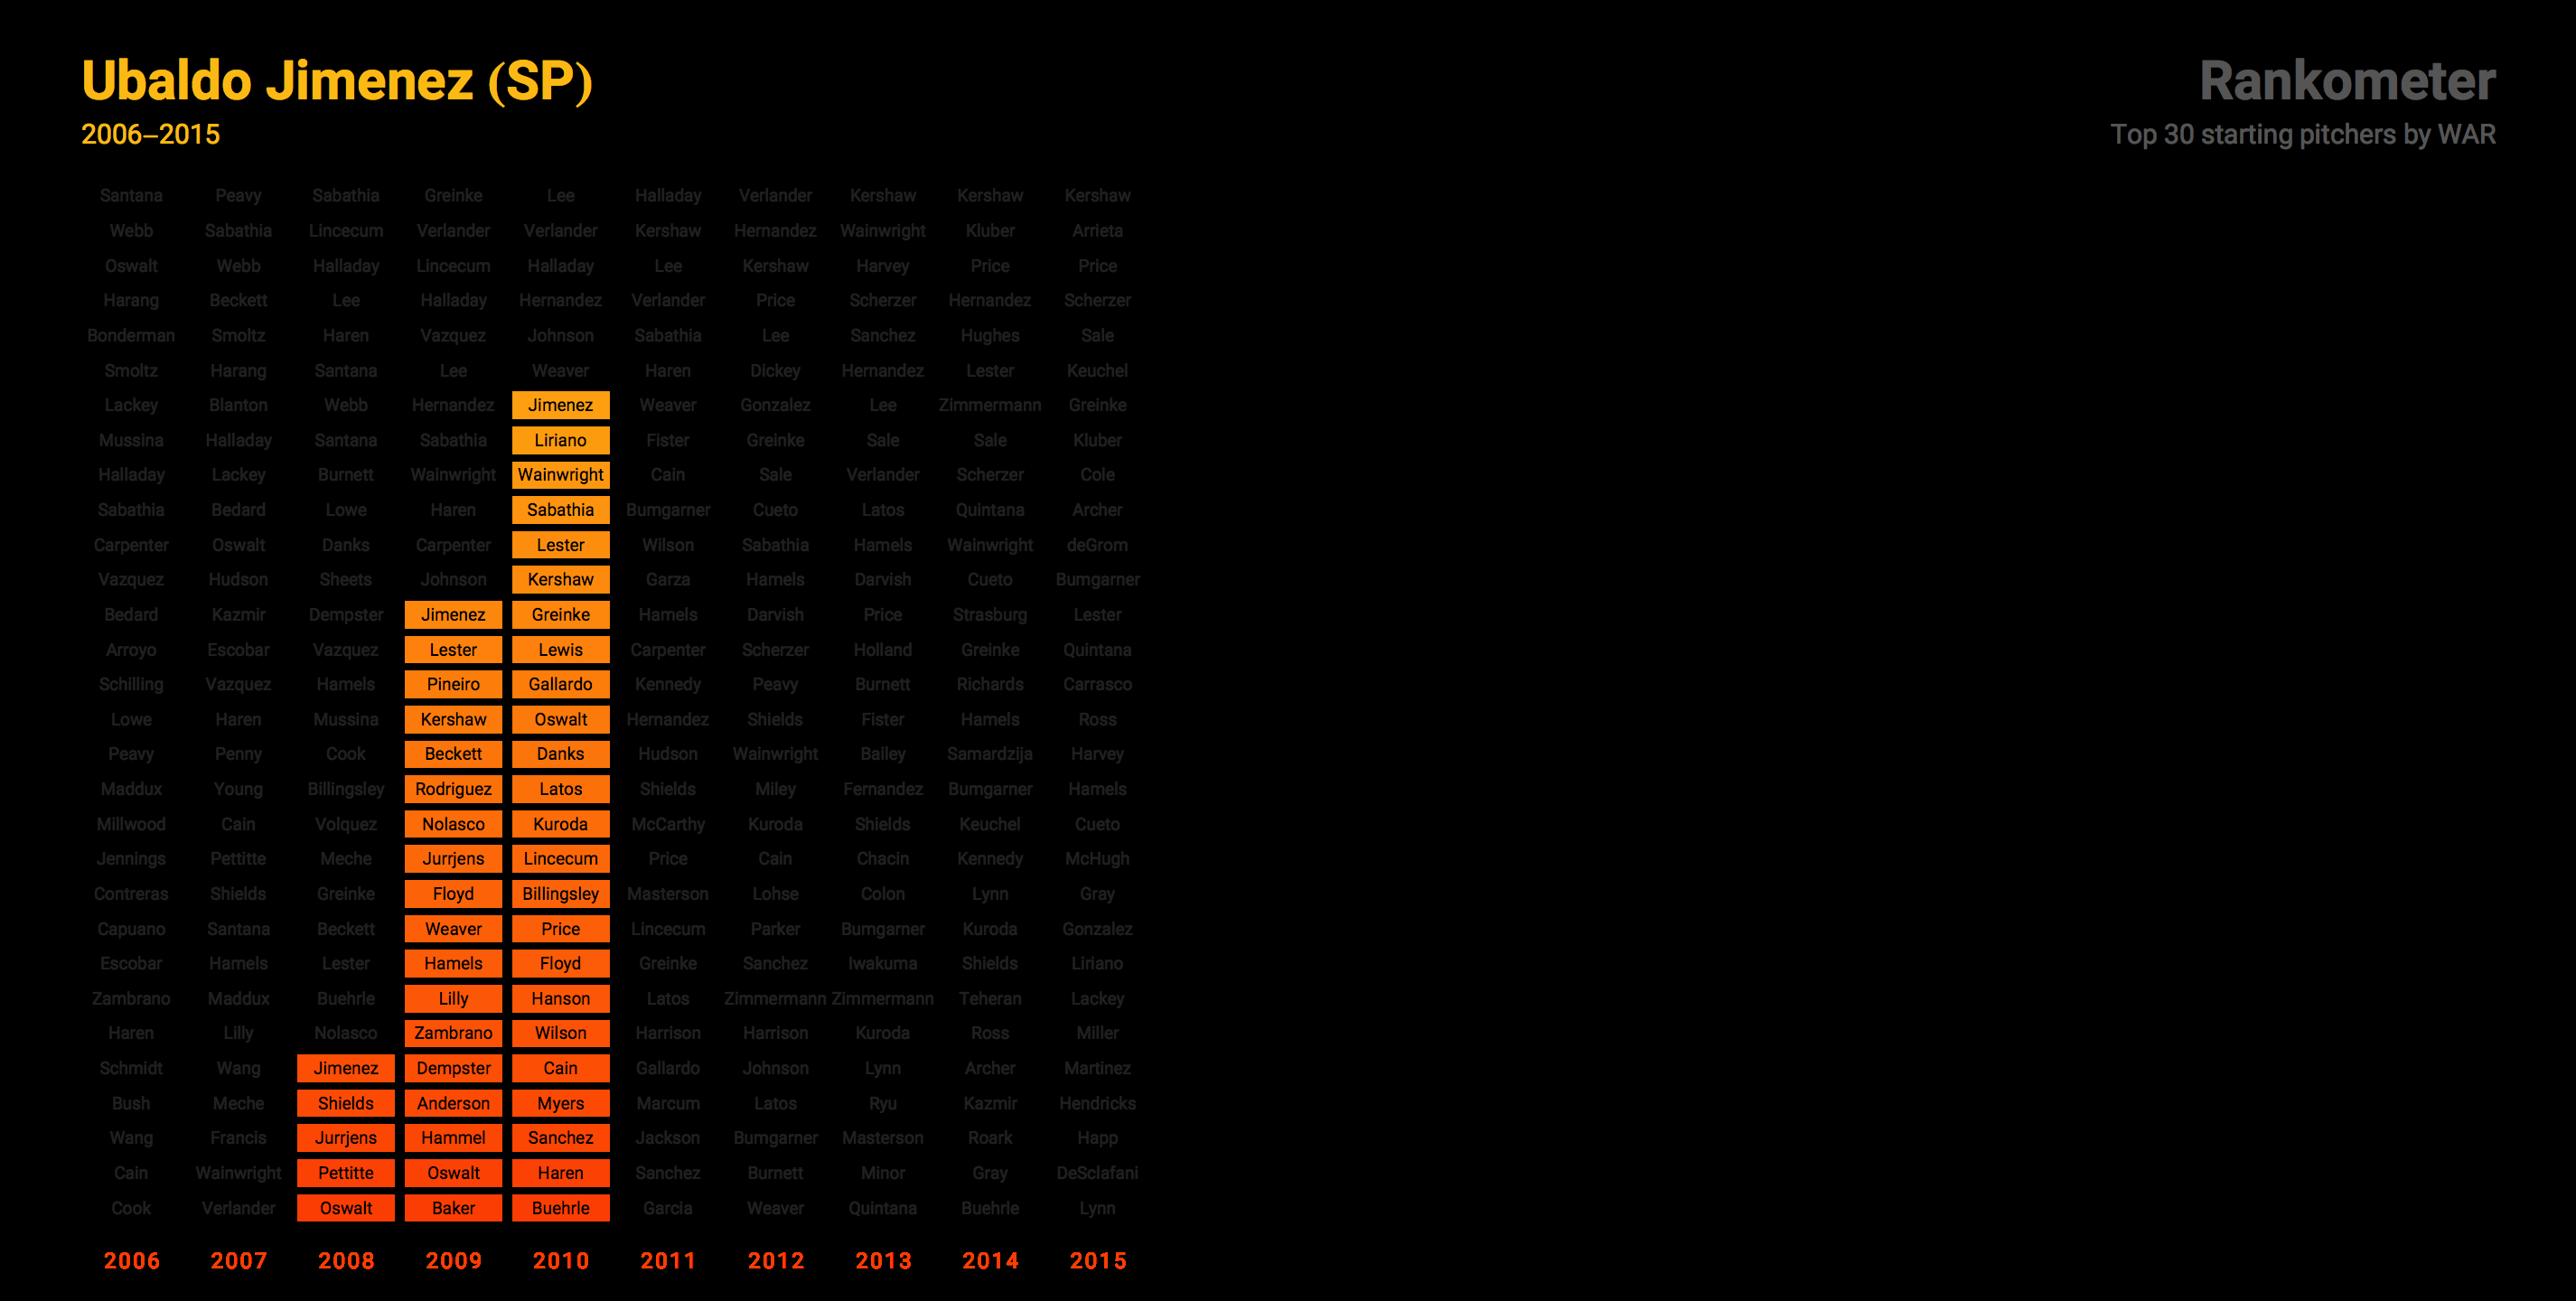 Ubaldo Jimenez (SP)
Rankometer
2006–2015
Top 30 starting pitchers by WAR
Santana Peavy Sabathia Greinke Lee Halladay Verlander Kershaw Kershaw Kershaw
Webb Sabathia Lincecum Verlander Verlander Kershaw Hernandez Wainwright Kluber Arrieta
Oswalt Webb Halladay Lincecum Halladay Lee Kershaw Harvey Price Price
Harang Beckett Lee Halladay Hernandez Verlander Price Scherzer Hernandez Scherzer
Bonderman Smoltz Haren Vazquez Johnson Sabathia Lee Sanchez Hughes Sale
Smoltz Harang Santana Lee Weaver Haren Dickey Hernandez Lester Keuchel
Lackey Blanton Webb Hernandez Jimenez Weaver Gonzalez Lee Zimmermann Greinke
Mussina Halladay Santana Sabathia Liriano Fister Greinke Sale Sale Kluber
Halladay Lackey Burnett Wainwright Wainwright Cain Sale Verlander Scherzer Cole
Sabathia Bedard Lowe Haren Sabathia Bumgarner Cueto Latos Quintana Archer
Carpenter Oswalt Danks Carpenter Lester Wilson Sabathia Hamels Wainwright deGrom
Vazquez Hudson Sheets Johnson Kershaw Garza Hamels Darvish Cueto Bumgarner
Bedard Kazmir Dempster Jimenez Greinke Hamels Darvish Price Strasburg Lester
Arroyo Escobar Vazquez Lester Lewis Carpenter Scherzer Holland Greinke Quintana
Schilling Vazquez Hamels Pineiro Gallardo Kennedy Peavy Burnett Richards Carrasco
Lowe Haren Mussina Kershaw Oswalt Hernandez Shields Fister Hamels Ross
Peavy Penny Cook Beckett Danks Hudson Wainwright Bailey Samardzija Harvey
Maddux Young Billingsley Rodriguez Latos Shields Miley Fernandez Bumgarner Hamels
Millwood Cain Volquez Nolasco Kuroda McCarthy Kuroda Shields Keuchel Cueto
Jennings Pettitte Meche Jurrjens Lincecum Price Cain Chacin Kennedy McHugh
Contreras Shields Greinke Floyd Billingsley Masterson Lohse Colon Lynn Gray
Capuano Santana Beckett Weaver Price Lincecum Parker Bumgarner Kuroda Gonzalez
Escobar Hamels Lester Hamels Floyd Greinke Sanchez Iwakuma Shields Liriano
Zambrano Maddux Buehrle Lilly Hanson Latos Zimmermann Zimmermann Teheran Lackey
Haren Lilly Nolasco Zambrano Wilson Harrison Harrison Kuroda Ross Miller
Schmidt Wang Jimenez Dempster Cain Gallardo Johnson Lynn Archer Martinez
Bush Meche Shields Anderson Myers Marcum Latos Ryu Kazmir Hendricks
Wang Francis Jurrjens Hammel Sanchez Jackson Bumgarner Masterson Roark Happ
Cain Wainwright Pettitte Oswalt Haren Sanchez Burnett Minor Gray DeSclafani
Cook Verlander Oswalt Baker Buehrle Garcia Weaver Quintana Buehrle Lynn
2006 2007 2008 2009 2010 2011 2012 2013 2014 2015